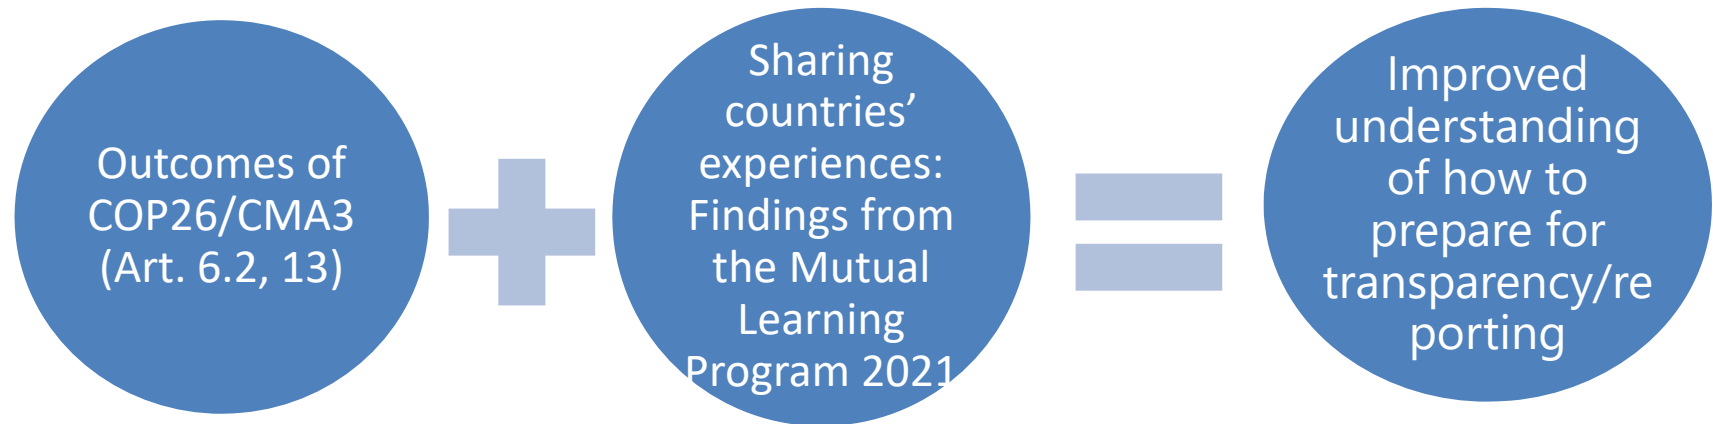 Outcomes of
COP26/CMA3
(Art. 6.2, 13)
Sharing
countries’
experiences:
Findings from
the Mutual
Learning
Program 2021
Improved
understanding
of how to
prepare for
transparency/re
porting